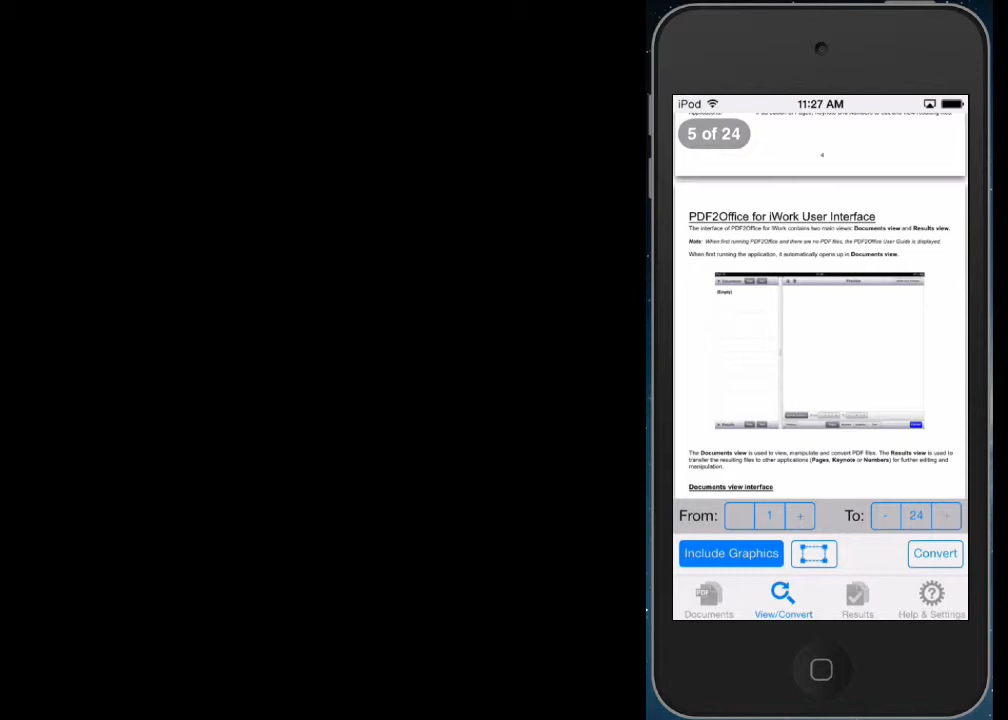 iPod 11:27 AM
5 of 24
4
PDF2Office for iWork User Interface
The interface of PDF2Office for iWork contains two main views: Documents view and Results view.
Note: When first running PDF2Office and there are no PDF files, the PDF2Office User Guide is displayed.
When first running the application, it automatically opens up in Documents view.
Documents Preview
(Empty)
Results
The Documents view is used to view, manipulate and convert PDF files. The Results view is used to
transfer the resulting files to other applications (Pages, Keynote or Numbers) for further editing and
manipulation.
Documents view interface
From: 1 + To: - 24 +
Include Graphics Convert
PDF
Documents View/Convert Results Help & Settings